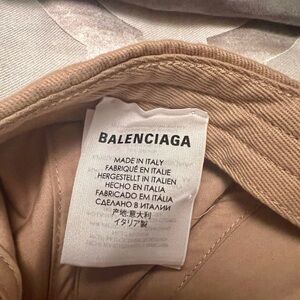 BALENCIAGA
MADE IN ITALY
FABRIQUÉ EN ITALIE
HERGESTELLT IN ITALIEN
HECHO EN ITALIA
FABRICADO EM ITÁLIA
СДЕЛАНО В ИТАЛИИ
产地:意大利
イタリア製